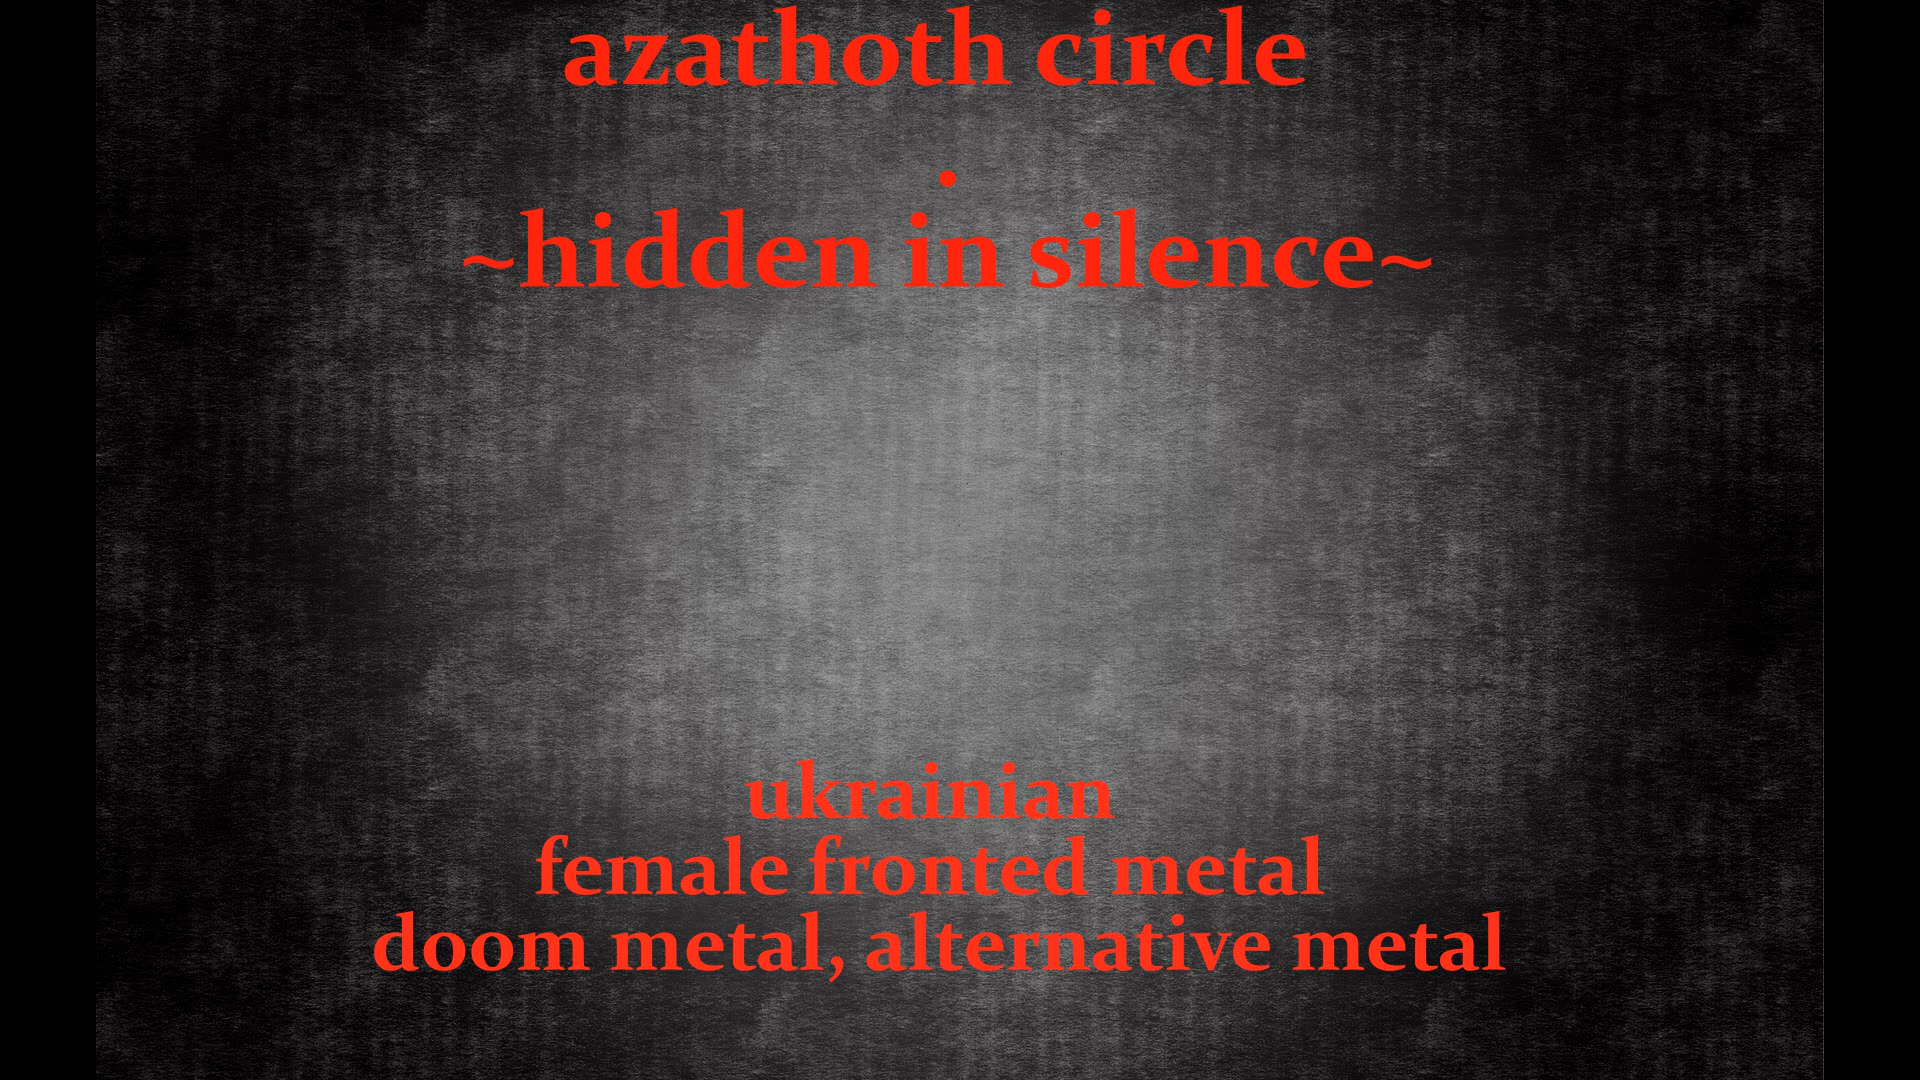 azathoth circle
.
~hidden in silence~
ukrainian
female fronted metal
doom metal, alternative metal